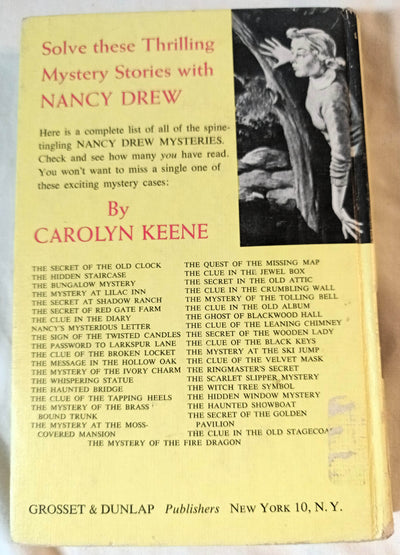 Solve these Thrilling
Mystery Stories with
NANCY DREW
Here is a complete list of all of the spine-
tingling NANCY DREW MYSTERIES.
Check and see how many you have read.
You won't want to miss a single one of
these exciting mystery cases:
By
CAROLYN KEENE
THE SECRET OF THE OLD CLOCK
THE HIDDEN STAIRCASE
THE BUNGALOW MYSTERY
THE MYSTERY AT LILAC INN
THE SECRET AT SHADOW RANCH
THE SECRET OF RED GATE FARM
THE CLUE IN THE DIARY
NANCY'S MYSTERIOUS LETTER
THE SIGN OF THE TWISTED CANDLES
THE PASSWORD TO LARKSPUR LANE
THE CLUE OF THE BROKEN LOCKET
THE MESSAGE IN THE HOLLOW OAK
THE MYSTERY OF THE IVORY CHARM
THE WHISPERING STATUE
THE HAUNTED BRIDGE
THE CLUE OF THE TAPPING HEELS
THE MYSTERY OF THE BRASS
BOUND TRUNK
THE MYSTERY AT THE MOSS-
COVERED MANSION
THE QUEST OF THE MISSING MAP
THE CLUE IN THE JEWEL BOX
THE SECRET IN THE OLD ATTIC
THE CLUE IN THE CRUMBLING WALL
THE MYSTERY OF THE TOLLING BELL
THE CLUE IN THE OLD ALBUM
THE GHOST OF BLACKWOOD HALL
THE CLUE OF THE LEANING CHIMNEY
THE SECRET OF THE WOODEN LADY
THE CLUE OF THE BLACK KEYS
THE MYSTERY AT THE SKI JUMP
THE CLUE OF THE VELVET MASK
THE RINGMASTER'S SECRET
THE SCARLET SLIPPER MYSTERY
THE WITCH TREE SYMBOL
THE HIDDEN WINDOW MYSTERY
THE HAUNTED SHOWBOAT
THE SECRET OF THE GOLDEN
PAVILION
THE CLUE IN THE OLD STAGECOA
THE MYSTERY OF THE FIRE DRAGON
GROSSET & DUNLAP Publishers NEW YORK 10, N. Y.